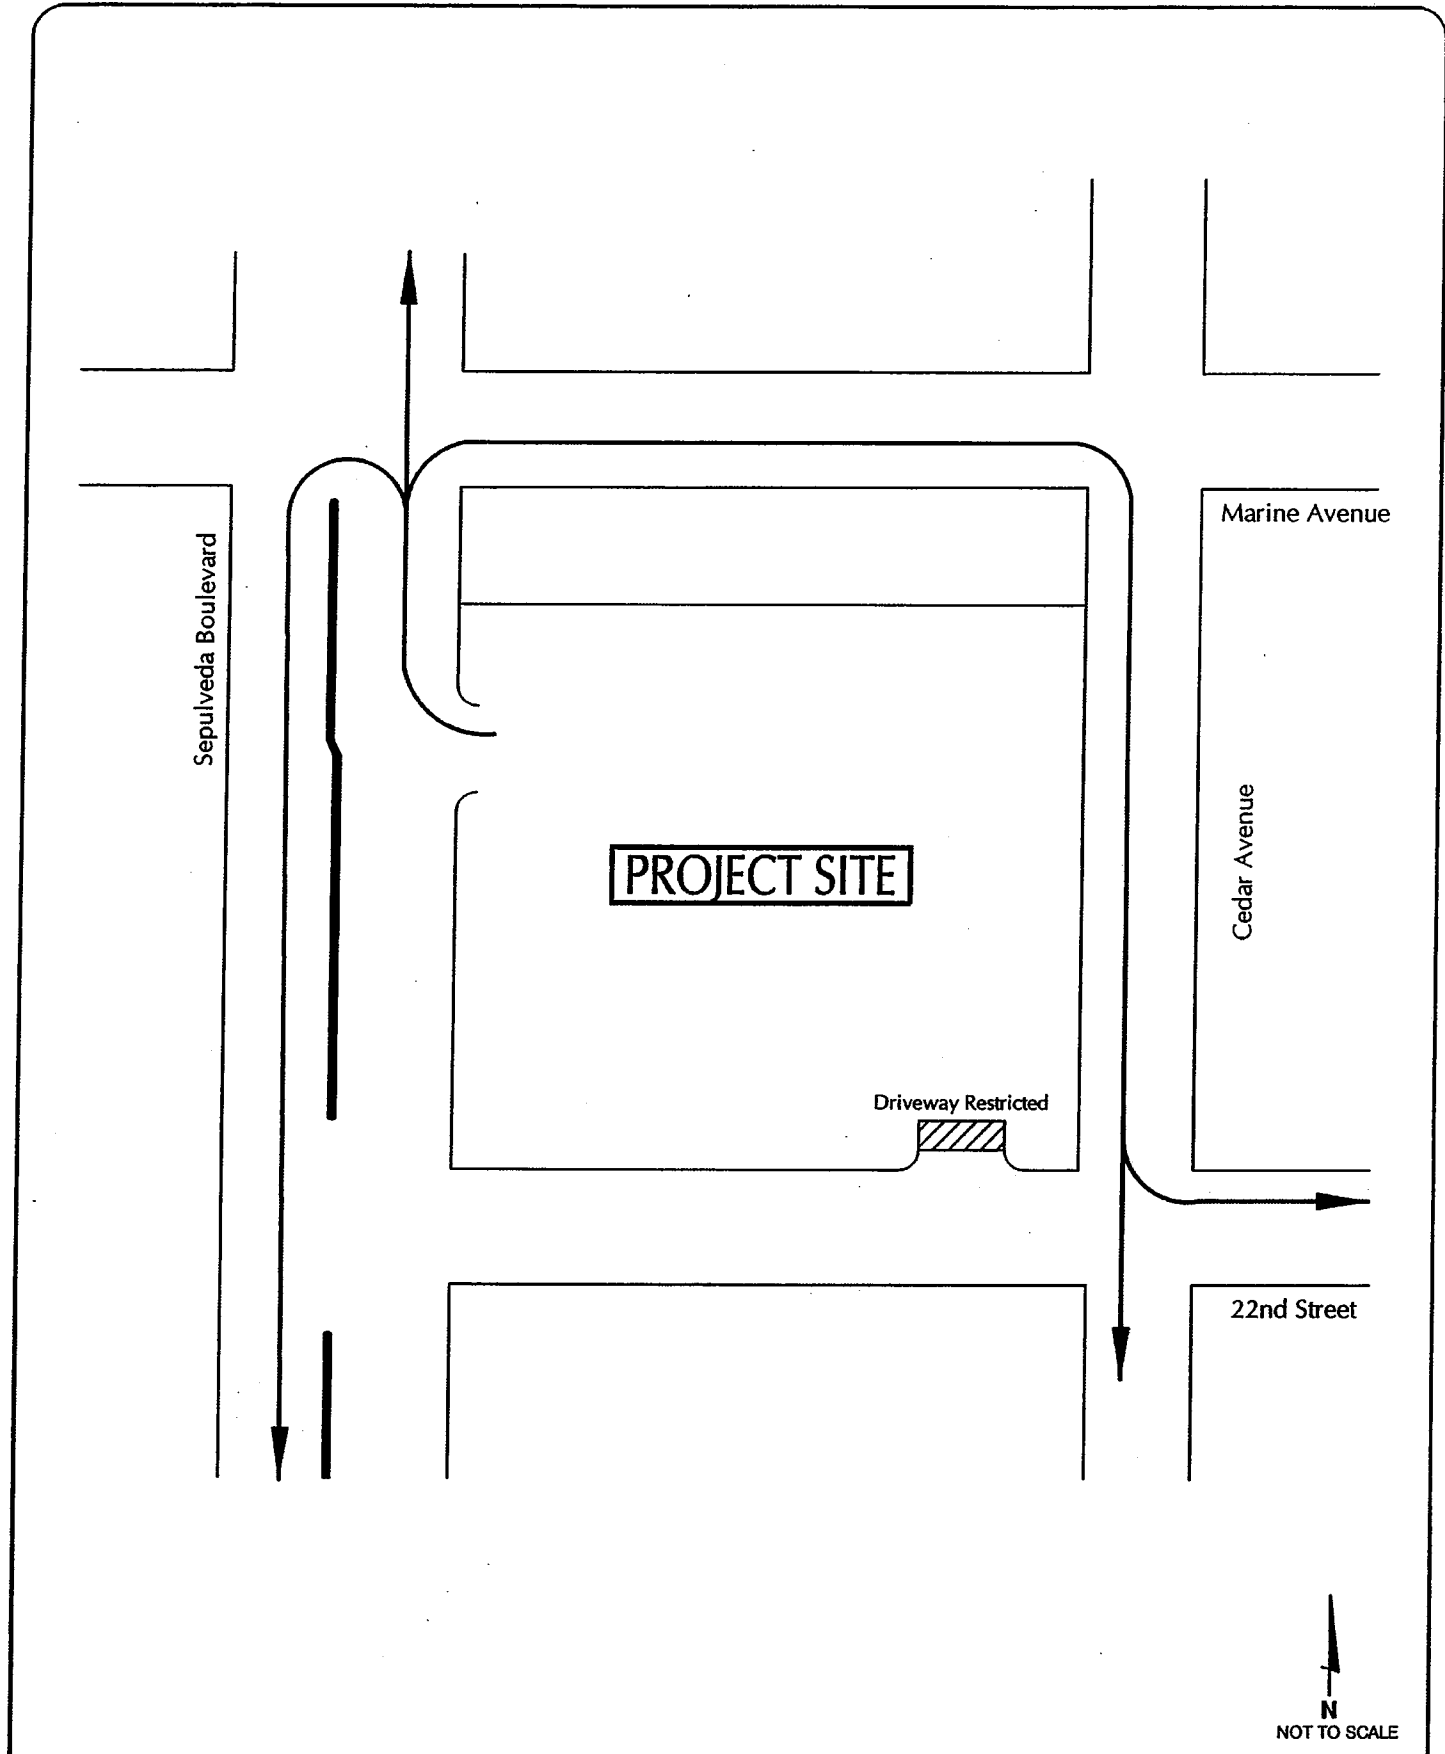 Marine Avenue
Sepulveda Boulevard
Cedar Avenue
PROJECT SITE
Driveway Restricted
22nd Street
N
NOT TO SCALE